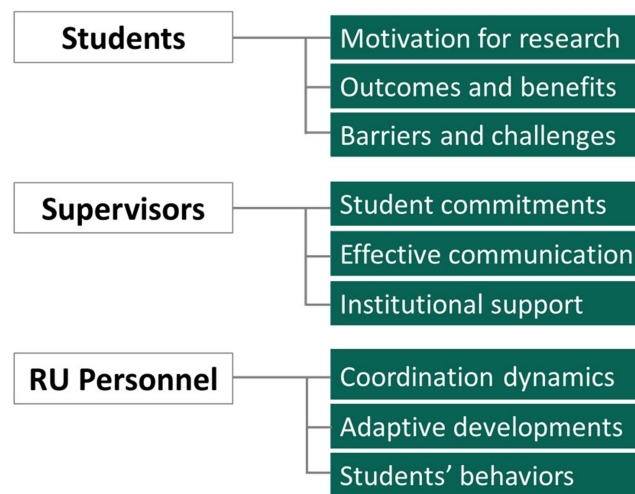 Students
Motivation for research
Outcomes and benefits
Barriers and challenges
Supervisors
Student commitments
Effective communication
Institutional support
RU Personnel
Coordination dynamics
Adaptive developments
Students’ behaviors